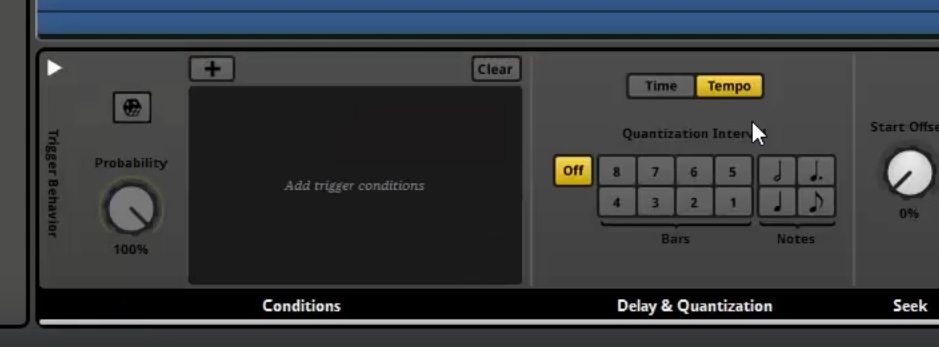 Trigger Behavior
Probability
100%
+
Clear
Add trigger conditions
Conditions
Time Tempo
Quantization Interv
Off 8 7 6 5
4 3 2 1
Bars Notes
Delay & Quantization
Start Offse
0%
Seek